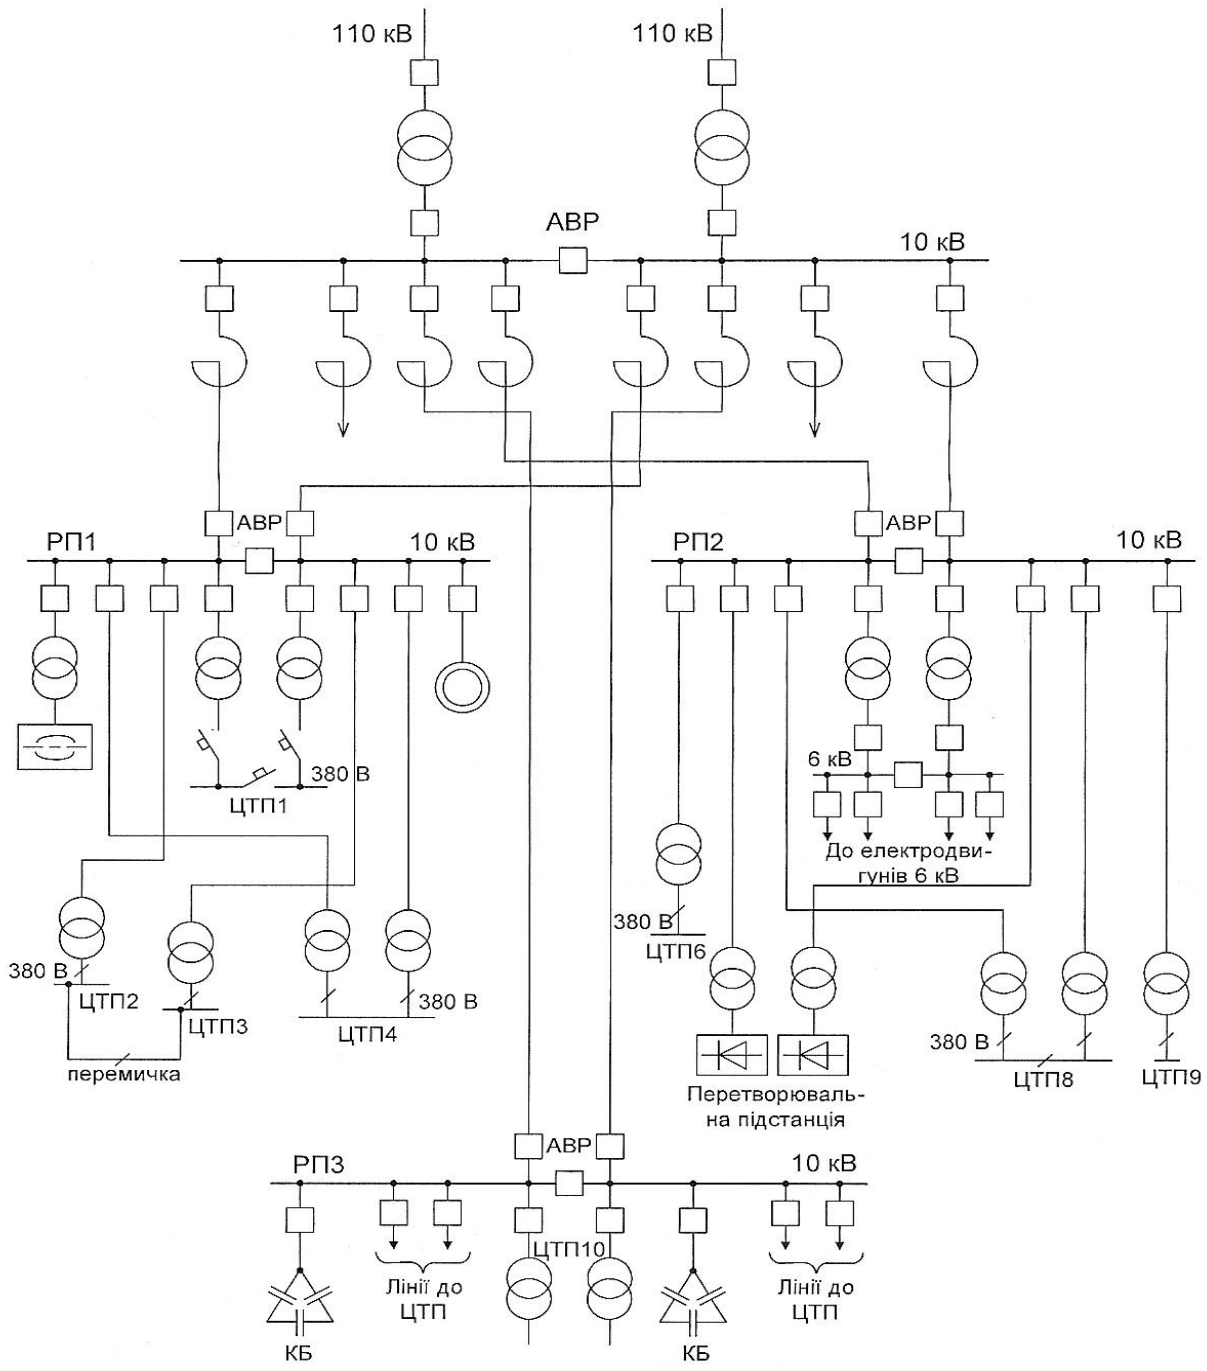 110 кВ
110 кВ
АВР
10 кВ
АВР
РП1
10 кВ
АВР
РП2
10 кВ
380 В
ЦТП1
6 кВ
До електродви-
гунів 6 кВ
380 В
ЦТП6
380 В
ЦТП2
ЦТП3
380 В
ЦТП4
перемичка
380 В
ЦТП8
ЦТП9
Перетворюваль-
на підстанція
АВР
РП3
10 кВ
ЦТП10
Лінії до
ЦТП
Лінії до
ЦТП
КБ
КБ